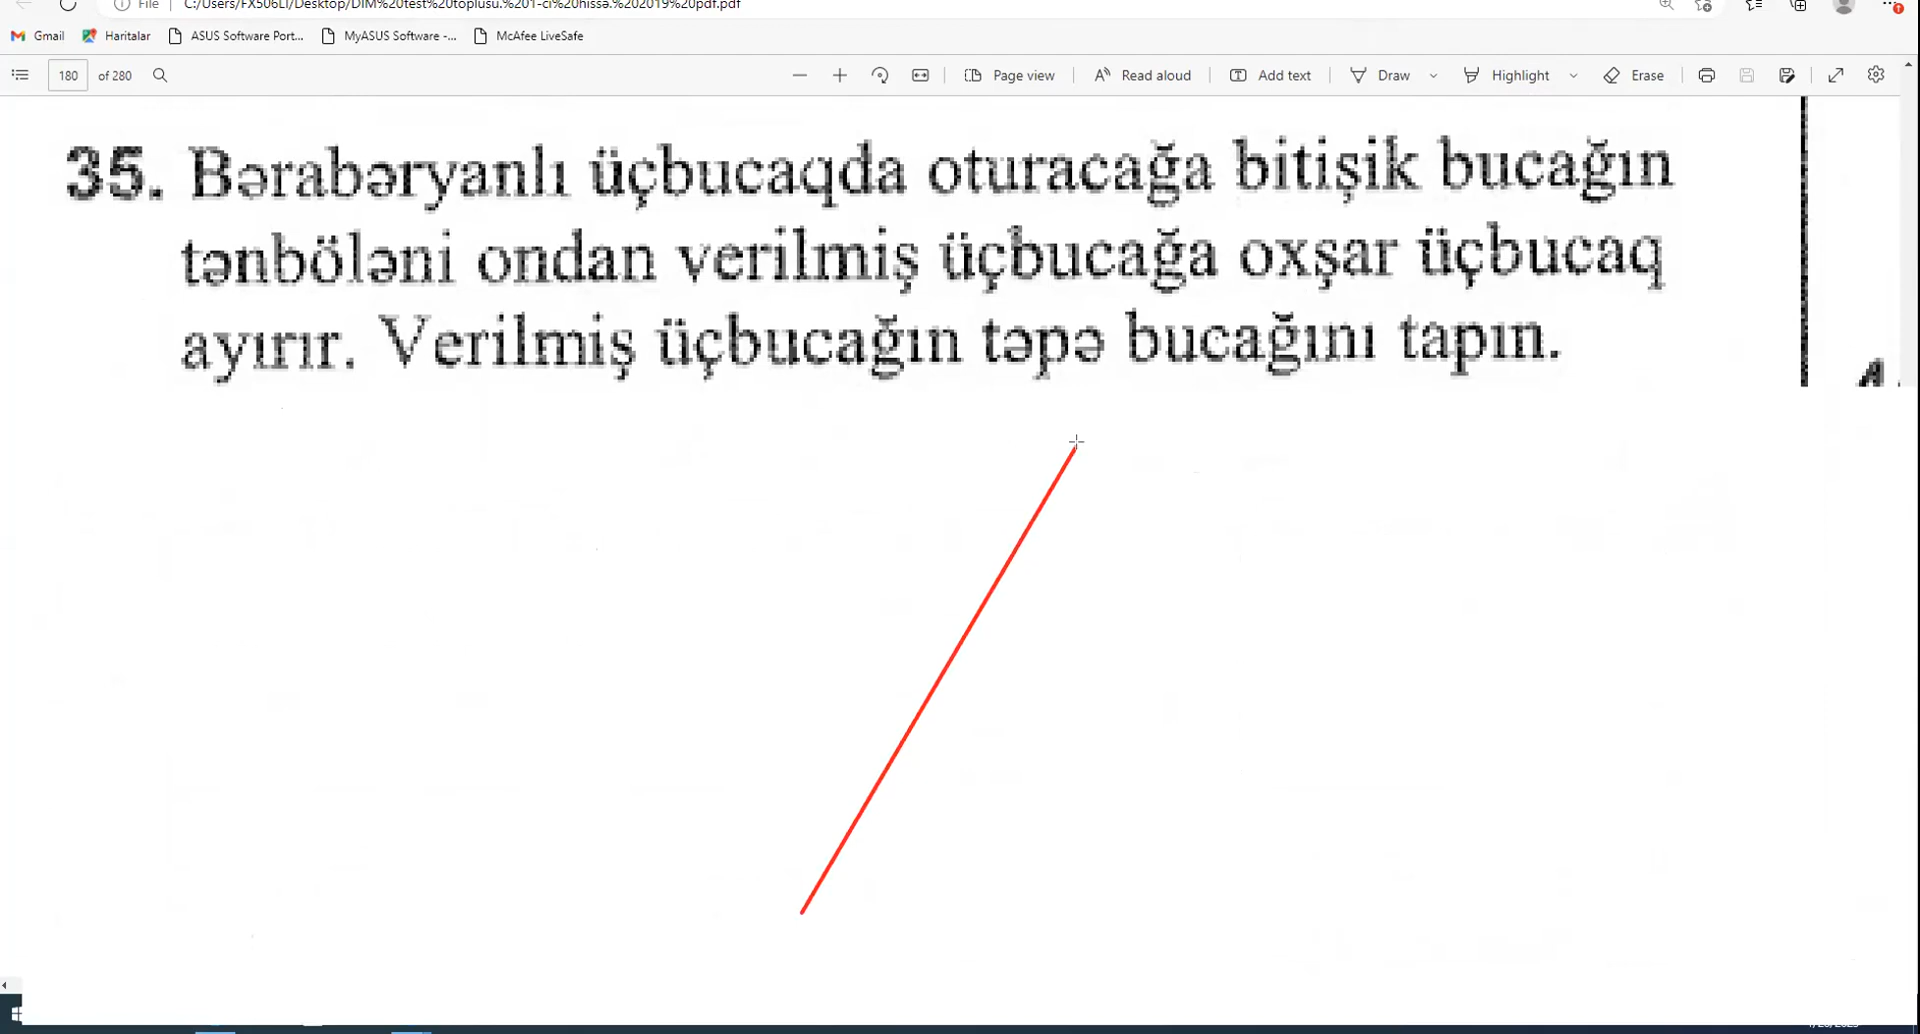 File | C:/Users/FX506LI/Desktop/DIM%20test%20toplusu.%201-ci%20hissə.%202019%20pdf.pdf
Gmail Haritalar ASUS Software Port... MyASUS Software -... McAfee LiveSafe
180 of 280 Page view Read aloud Add text Draw Highlight Erase
35. Bərabəryanlı üçbucaqda oturacağa bitişik bucağın
tənböləni ondan verilmiş üçbucağa oxşar üçbucaq
ayırır. Verilmiş üçbucağın təpə bucağını tapın.